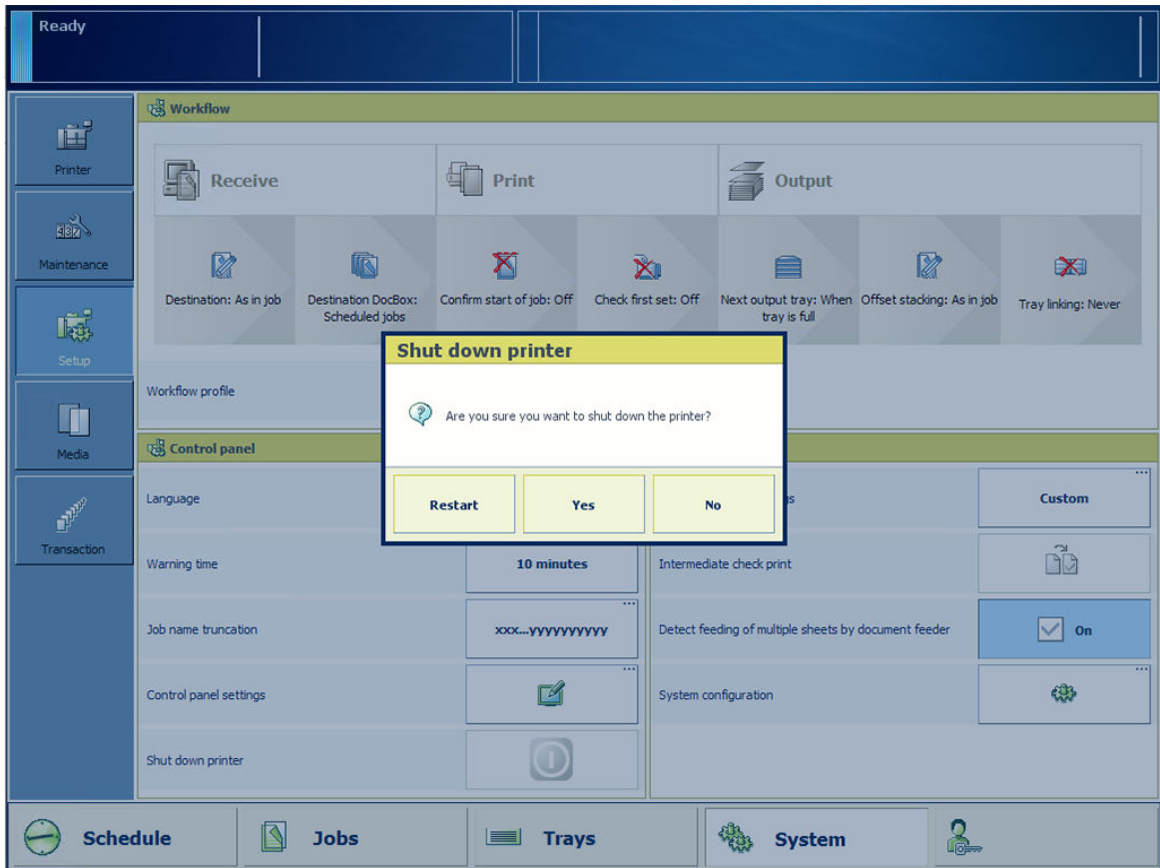 Ready
Printer
Maintenance
Setup
Media
Transaction
Workflow
Receive
Print
Output
Destination: As in job
Destination DocBox:
Scheduled jobs
Confirm start of job: Off
Check first set: Off
Next output tray: When
tray is full
Offset stacking: As in job
Tray linking: Never
Workflow profile
Shut down printer
Are you sure you want to shut down the printer?
Restart
Yes
No
Control panel
Language
Warning time
10 minutes
Job name truncation
xxx...yyyyyyyyyy
Control panel settings
Shut down printer
Custom
Intermediate check print
Detect feeding of multiple sheets by document feeder
On
System configuration
Schedule
Jobs
Trays
System